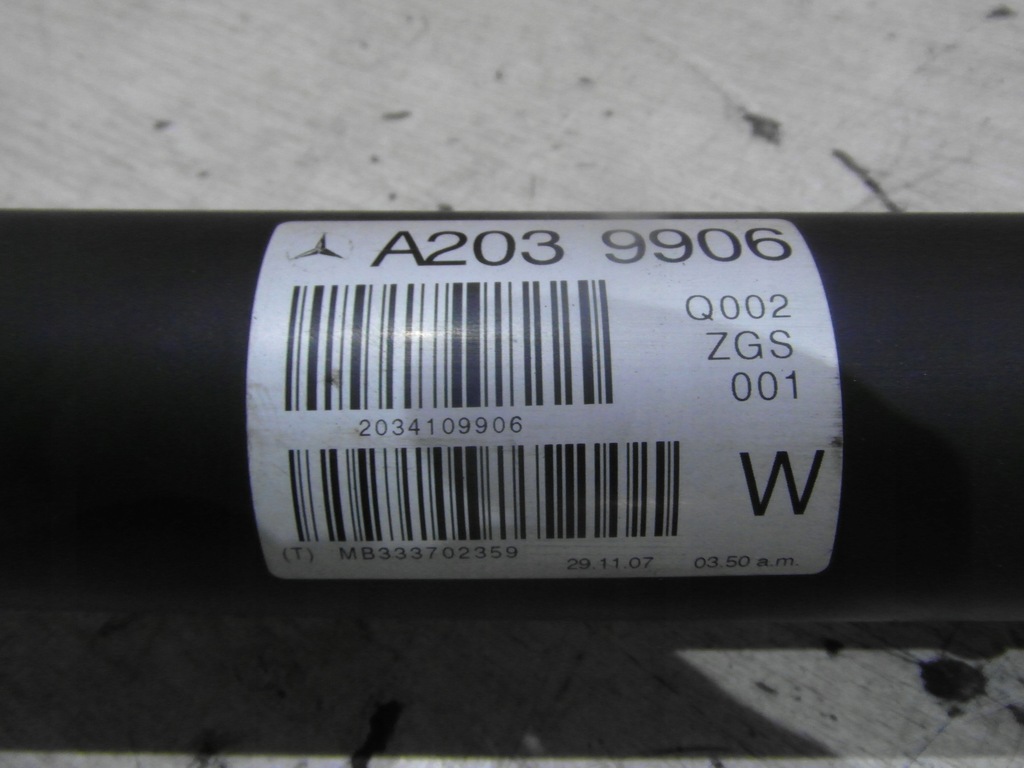 A203 9906
Q002
ZGS
001
2034109906
W
(T) MB333702359
29.11.07 03.50 a.m.